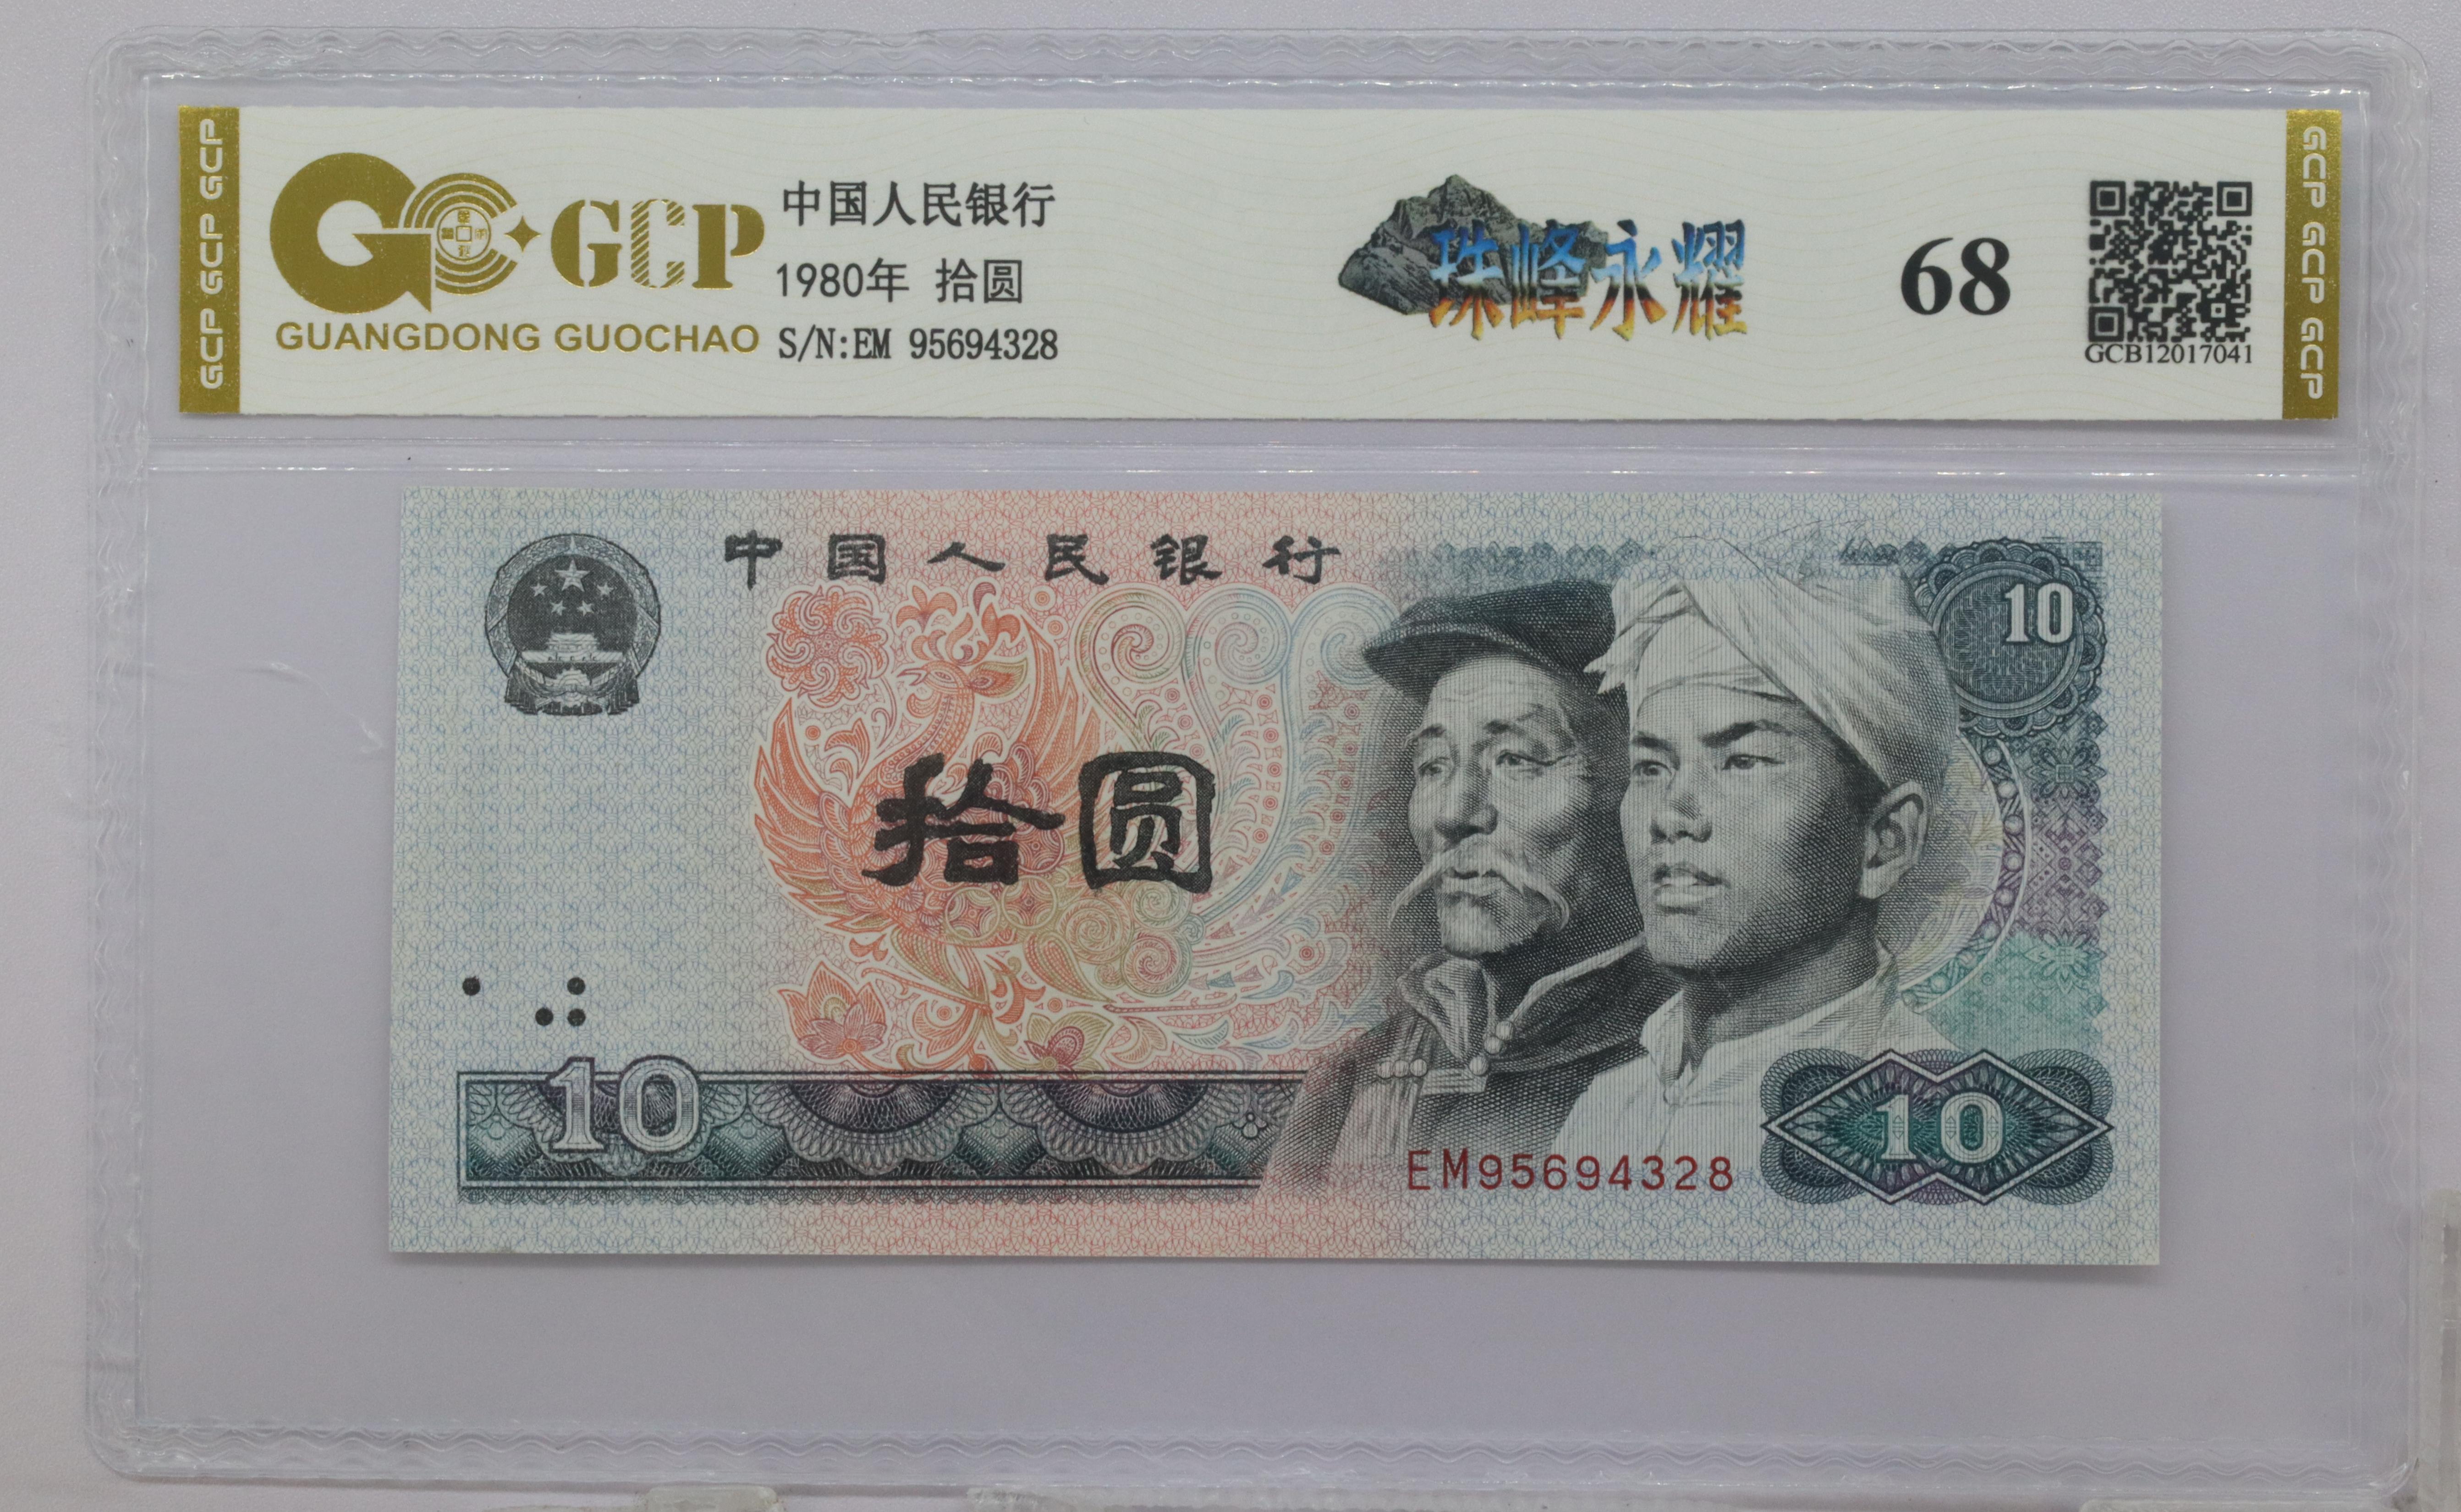 GCP GCP GCP
GCP
GUANGDONG GUOCHAO
中国人民银行
1980年 拾圆
S/N:EM 95694328
珠峰永耀
68
GCB12017041
GCP GCP GCP
中国人民银行
10
拾圆
10
EM95694328
10